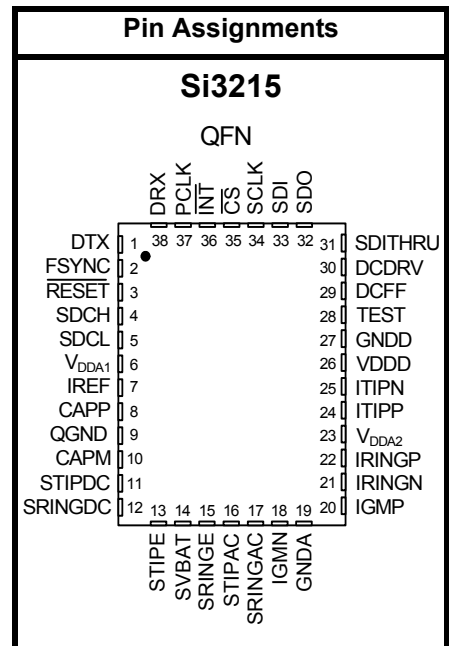 Pin Assignments
Si3215
QFN
DRX
PCLK
INT
CS
SCLK
SDI
SDO
38 37 36 35 34 33 32
DTX 1
FSYNC 2
RESET 3
SDCH 4
SDCL 5
VDDA1 6
IREF 7
CAPP 8
QGND 9
CAPM 10
STIPDC 11
SRINGDC 12
31 SDITHRU
30 DCDRV
29 DCFF
28 TEST
27 GNDD
26 VDDD
25 ITIPN
24 ITIPP
23 VDDA2
22 IRINGP
21 IRINGN
20 IGMP
13 14 15 16 17 18 19
STIPE
SVBAT
SRINGE
STIPAC
SRINGAC
IGMN
GNDA